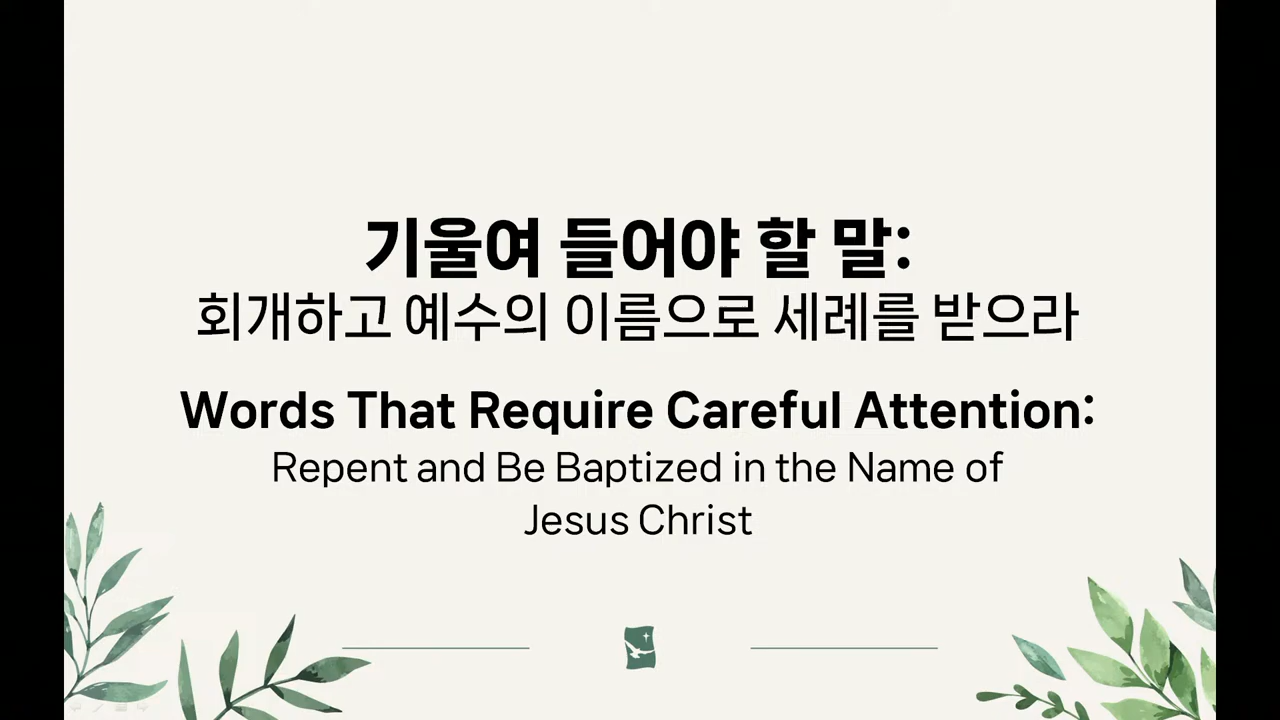 기울여 들어야 할 말:
회개하고 예수의 이름으로 세례를 받으라
Words That Require Careful Attention:
Repent and Be Baptized in the Name of
Jesus Christ